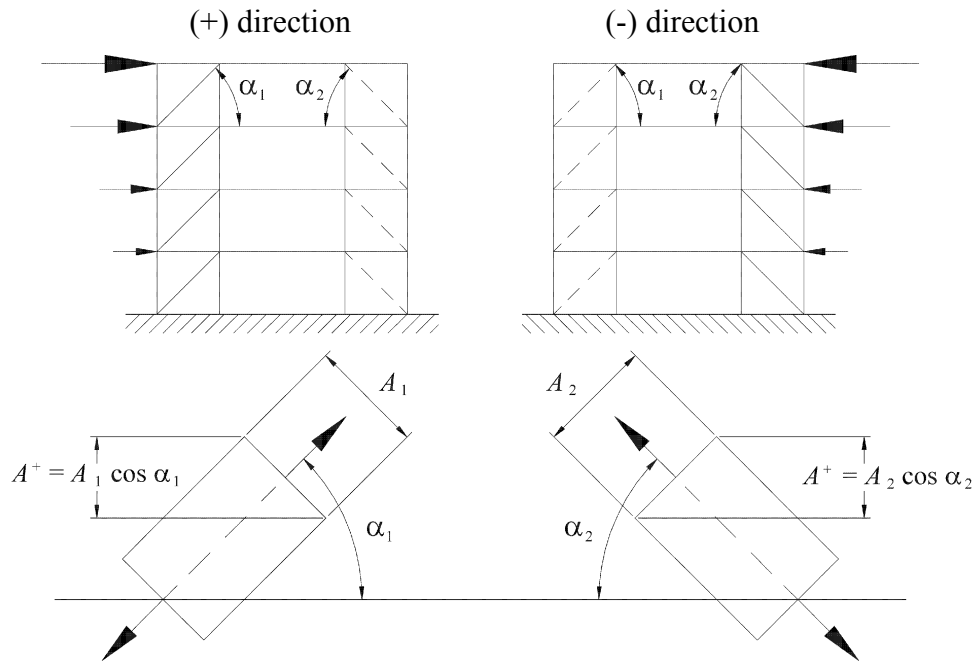 (+) direction
(-) direction
α₁
α₂
α₁
α₂
A₁
A₂
A⁺ = A₁ cos α₁
A⁺ = A₂ cos α₂
α₁
α₂